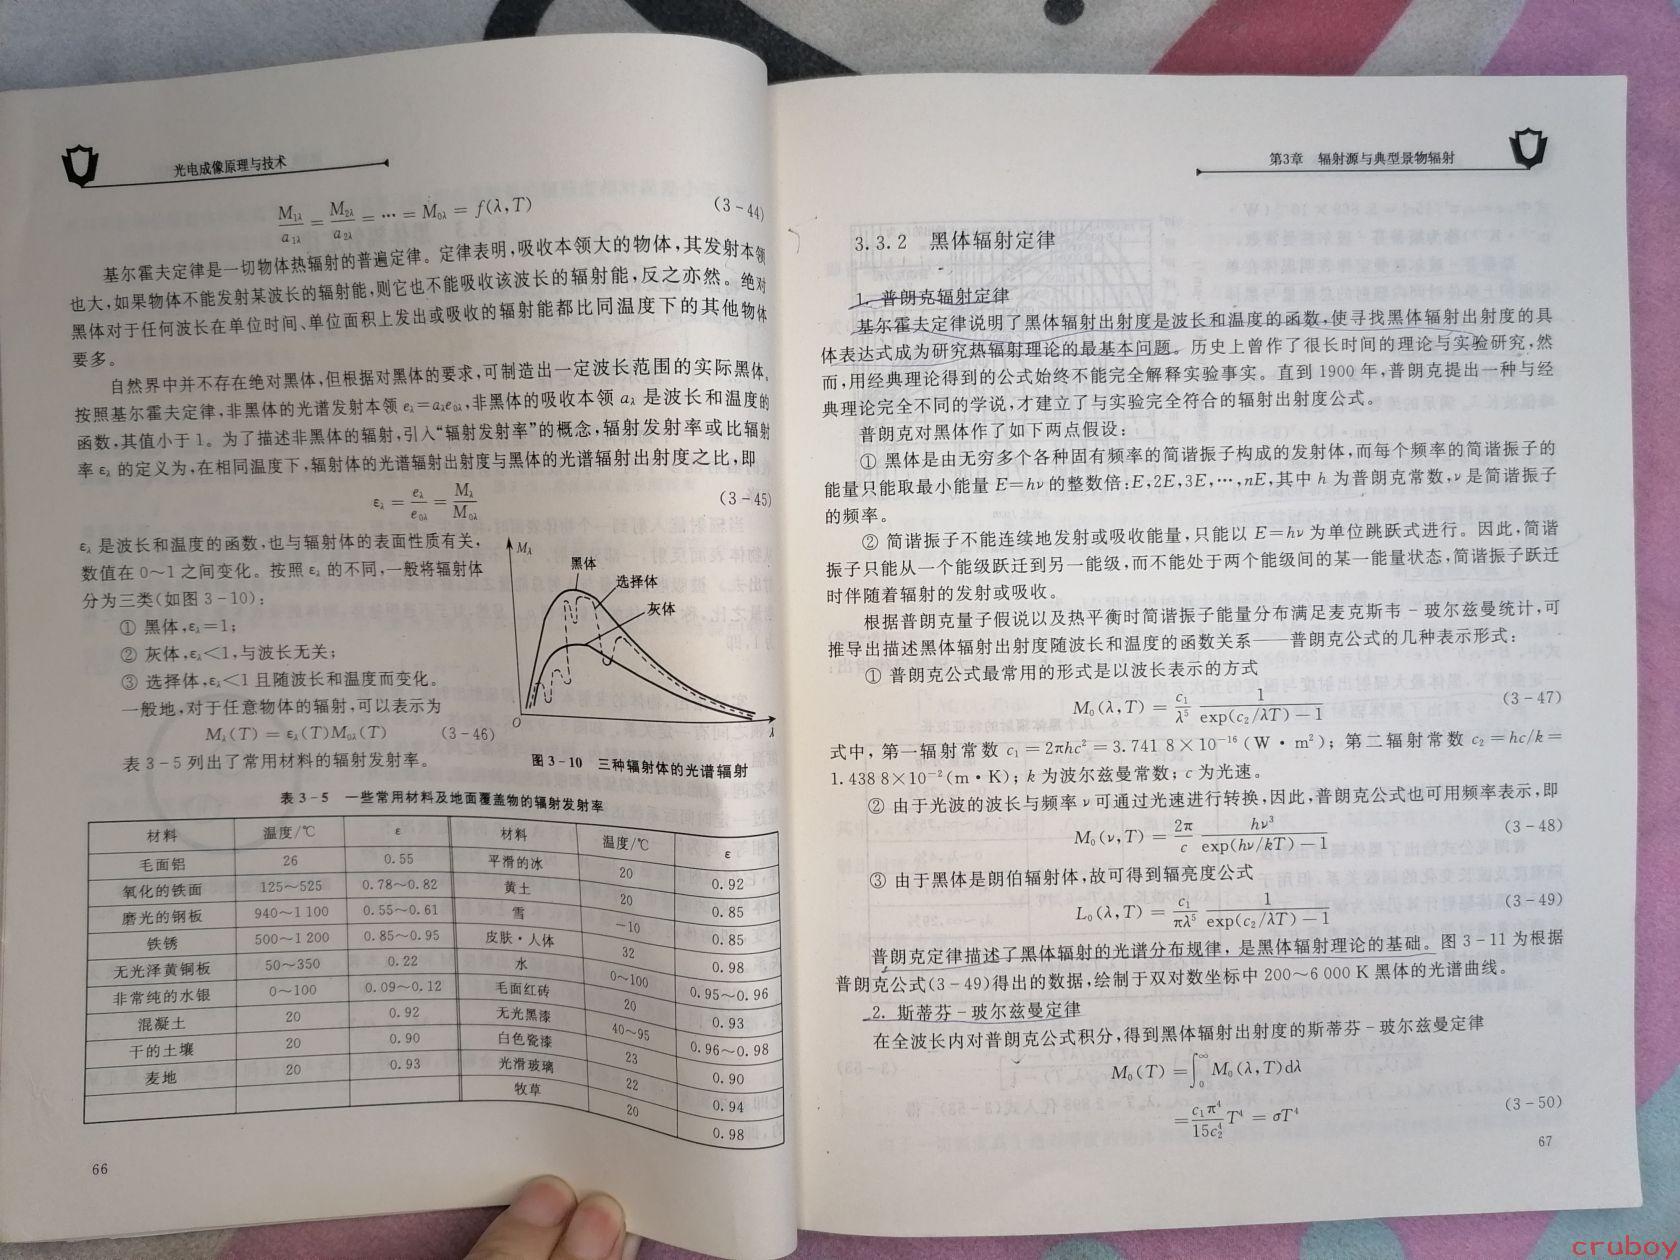 光电成像原理与技术
M₁λ/a₁λ = M₂λ/a₂λ = … = M₀λ = f(λ,T) (3-44)
基尔霍夫定律是一切物体热辐射的普遍定律。定律表明,吸收本领大的物体,其发射本领
也大,如果物体不能发射某波长的辐射能,则它也不能吸收该波长的辐射能,反之亦然。绝对
黑体对于任何波长在单位时间、单位面积上发出或吸收的辐射能都比同温度下的其他物体
要多。
自然界中并不存在绝对黑体,但根据对黑体的要求,可制造出一定波长范围的实际黑体。
按照基尔霍夫定律,非黑体的光谱发射本领 eλ=aλe₀λ,非黑体的吸收本领 aλ 是波长和温度的
函数,其值小于1。为了描述非黑体的辐射,引入“辐射发射率”的概念,辐射发射率或比辐射
率 ελ 的定义为,在相同温度下,辐射体的光谱辐射出射度与黑体的光谱辐射出射度之比,即
ελ = eλ/e₀λ = Mλ/M₀λ (3-45)
ελ 是波长和温度的函数,也与辐射体的表面性质有关,
数值在 0~1 之间变化。按照 ελ 的不同,一般将辐射体
分为三类(如图 3-10):
① 黑体,ελ=1;
② 灰体,ελ<1,与波长无关;
③ 选择体,ελ<1 且随波长和温度而变化。
一般地,对于任意物体的辐射,可以表示为
Mλ(T) = ελ(T)M₀λ(T) (3-46)
表 3-5 列出了常用材料的辐射发射率。
Mλ
黑体
选择体
灰体
O
λ
图 3-10 三种辐射体的光谱辐射
表 3-5 一些常用材料及地面覆盖物的辐射发射率
材料 温度/℃ ε 材料 温度/℃ ε
毛面铝 26 0.55 平滑的冰 20 0.92
氧化的铁面 125~525 0.78~0.82 黄土 20 0.85
磨光的钢板 940~1 100 0.55~0.61 雪 -10 0.85
铁锈 500~1 200 0.85~0.95 皮肤·人体 32 0.98
无光泽黄铜板 50~350 0.22 水 0~100 0.95~0.96
非常纯的水银 0~100 0.09~0.12 毛面红砖 20 0.93
混凝土 20 0.92 无光黑漆 40~95 0.96~0.98
干的土壤 20 0.90 白色瓷漆 23 0.90
麦地 20 0.93 光滑玻璃 22 0.94
牧草 20 0.98
66
第3章 辐射源与典型景物辐射
3.3.2 黑体辐射定律
1. 普朗克辐射定律
基尔霍夫定律说明了黑体辐射出射度是波长和温度的函数,使寻找黑体辐射出射度的具
体表达式成为研究热辐射理论的最基本问题。历史上曾作了很长时间的理论与实验研究,然
而,用经典理论得到的公式始终不能完全解释实验事实。直到 1900 年,普朗克提出一种与经
典理论完全不同的学说,才建立了与实验完全符合的辐射出射度公式。
普朗克对黑体作了如下两点假设:
① 黑体是由无穷多个各种固有频率的简谐振子构成的发射体,而每个频率的简谐振子的
能量只能取最小能量 E=hν 的整数倍:E,2E,3E,…,nE,其中 h 为普朗克常数,ν 是简谐振子
的频率。
② 简谐振子不能连续地发射或吸收能量,只能以 E=hν 为单位跳跃式进行。因此,简谐
振子只能从一个能级跃迁到另一能级,而不能处于两个能级间的某一能量状态,简谐振子跃迁
时伴随着辐射的发射或吸收。
根据普朗克量子假说以及热平衡时简谐振子能量分布满足麦克斯韦-玻尔兹曼统计,可
推导出描述黑体辐射出射度随波长和温度的函数关系——普朗克公式的几种表示形式:
① 普朗克公式最常用的形式是以波长表示的方式
M₀(λ,T) = c₁/λ⁵ 1/(exp(c₂/λT)-1) (3-47)
式中,第一辐射常数 c₁=2πhc²=3.741 8×10⁻¹⁶(W·m²);第二辐射常数 c₂=hc/k=
1.438 8×10⁻²(m·K);k 为波尔兹曼常数;c 为光速。
② 由于光波的波长与频率 ν 可通过光速进行转换,因此,普朗克公式也可用频率表示,即
M₀(ν,T) = 2π/c hν³/(exp(hν/kT)-1) (3-48)
③ 由于黑体是朗伯辐射体,故可得到辐亮度公式
L₀(λ,T) = c₁/πλ⁵ 1/(exp(c₂/λT)-1) (3-49)
普朗克定律描述了黑体辐射的光谱分布规律,是黑体辐射理论的基础。图 3-11 为根据
普朗克公式(3-49)得出的数据,绘制于双对数坐标中 200~6 000 K 黑体的光谱曲线。
2. 斯蒂芬-玻尔兹曼定律
在全波长内对普朗克公式积分,得到黑体辐射出射度的斯蒂芬-玻尔兹曼定律
M₀(T) = ∫₀^∞ M₀(λ,T)dλ
= c₁π⁴/15c₂⁴ T⁴ = σT⁴ (3-50)
67
cruboy